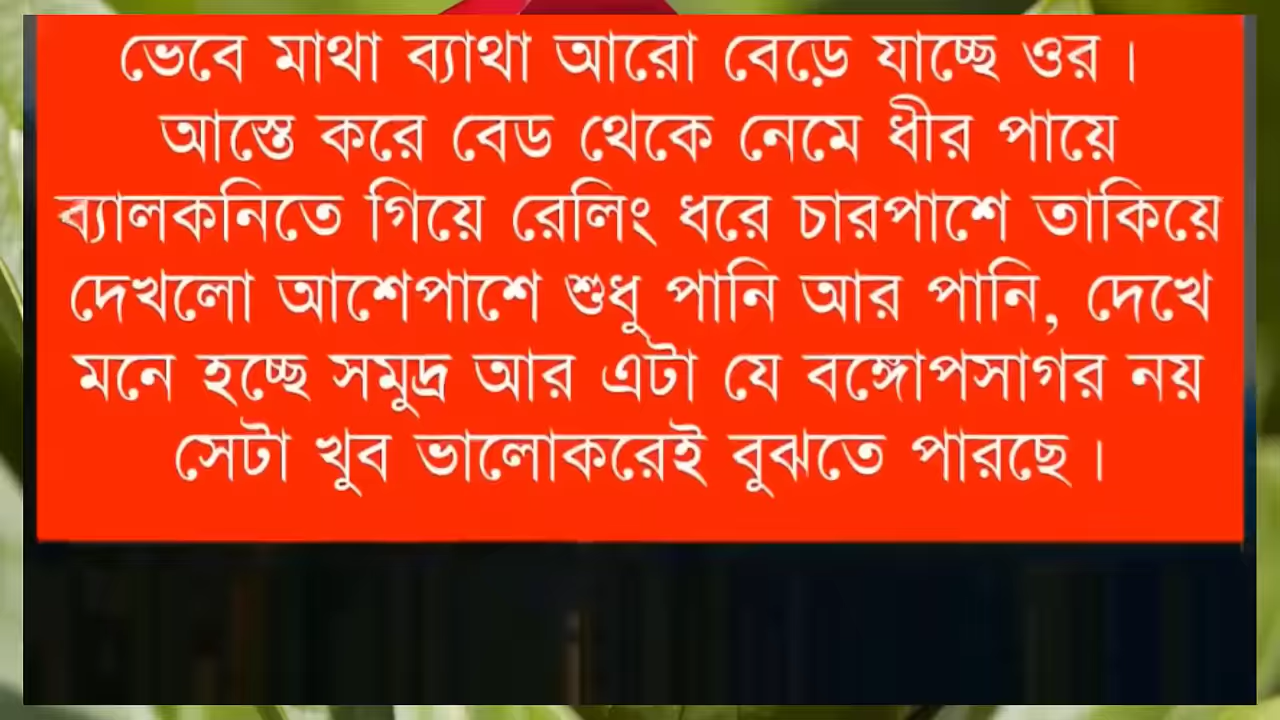 ভেবে মাথা ব্যাথা আরো বেড়ে যাচ্ছে ওর।
আস্তে করে বেড থেকে নেমে ধীর পায়ে
ব্যালকনিতে গিয়ে রেলিং ধরে চারপাশে তাকিয়ে
দেখলো আশেপাশে শুধু পানি আর পানি, দেখে
মনে হচ্ছে সমুদ্র আর এটা যে বঙ্গোপসাগর নয়
সেটা খুব ভালোকরেই বুঝতে পারছে।